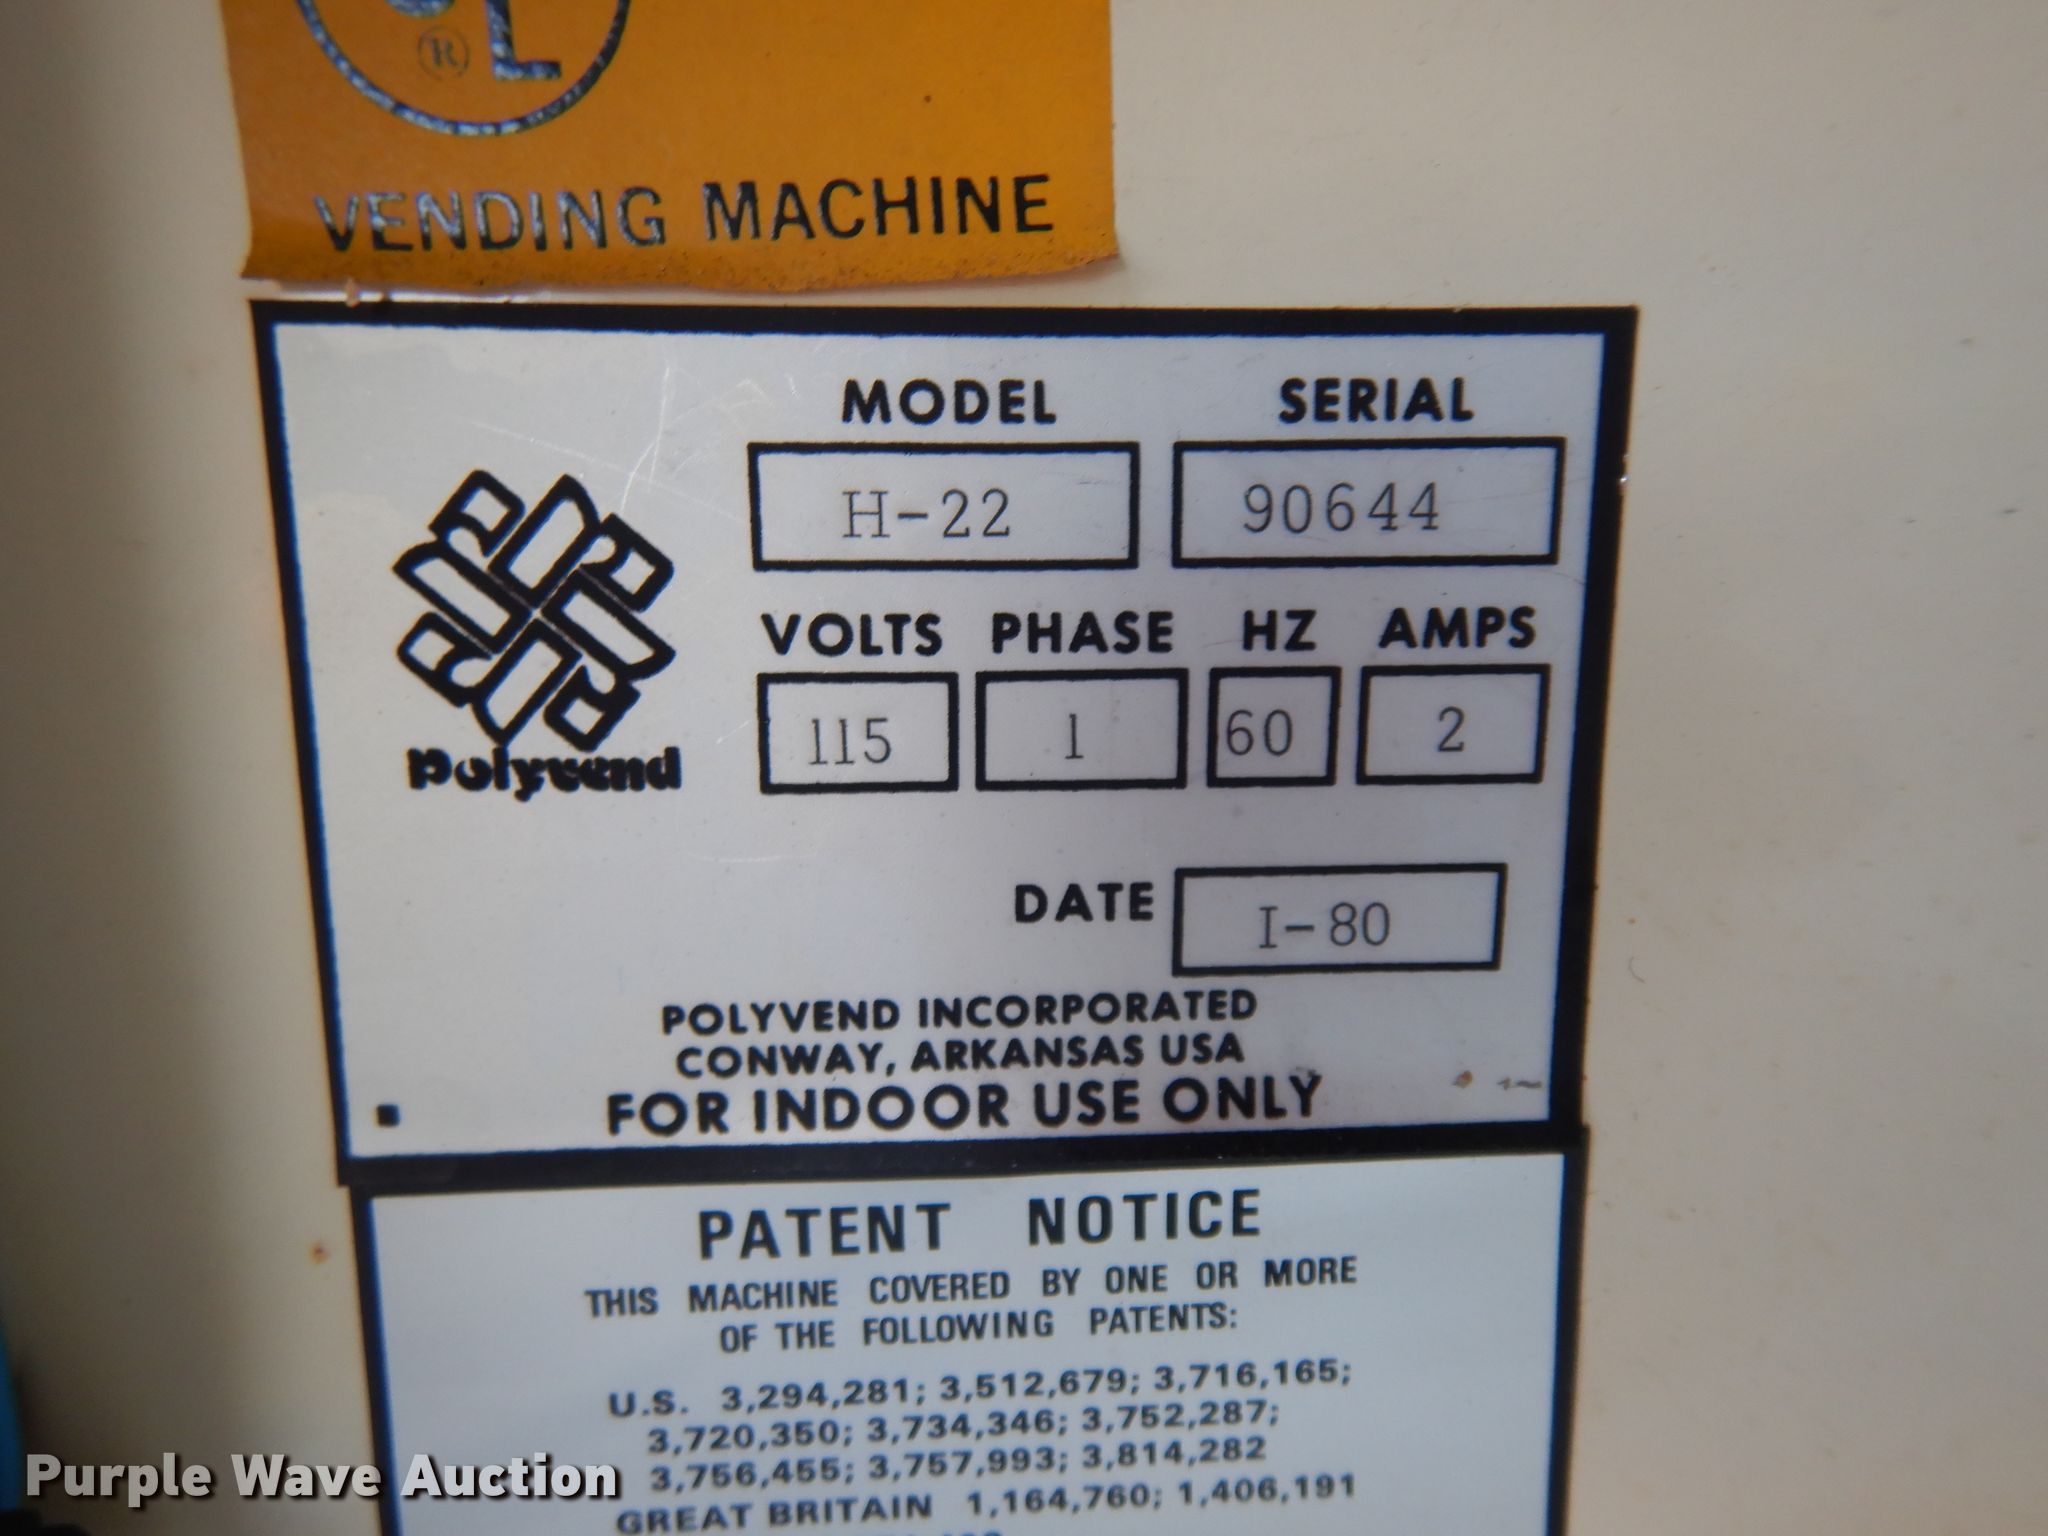 UL
®
VENDING MACHINE
MODEL SERIAL
H-22 90644
VOLTS PHASE HZ AMPS
115 1 60 2
Polyvend
DATE I-80
POLYVEND INCORPORATED
CONWAY, ARKANSAS USA
FOR INDOOR USE ONLY
PATENT NOTICE
THIS MACHINE COVERED BY ONE OR MORE
OF THE FOLLOWING PATENTS:
U.S. 3,294,281; 3,512,679; 3,716,165;
3,720,350; 3,734,346; 3,752,287;
3,756,455; 3,757,993; 3,814,282
GREAT BRITAIN 1,164,760; 1,406,191
Purple Wave Auction